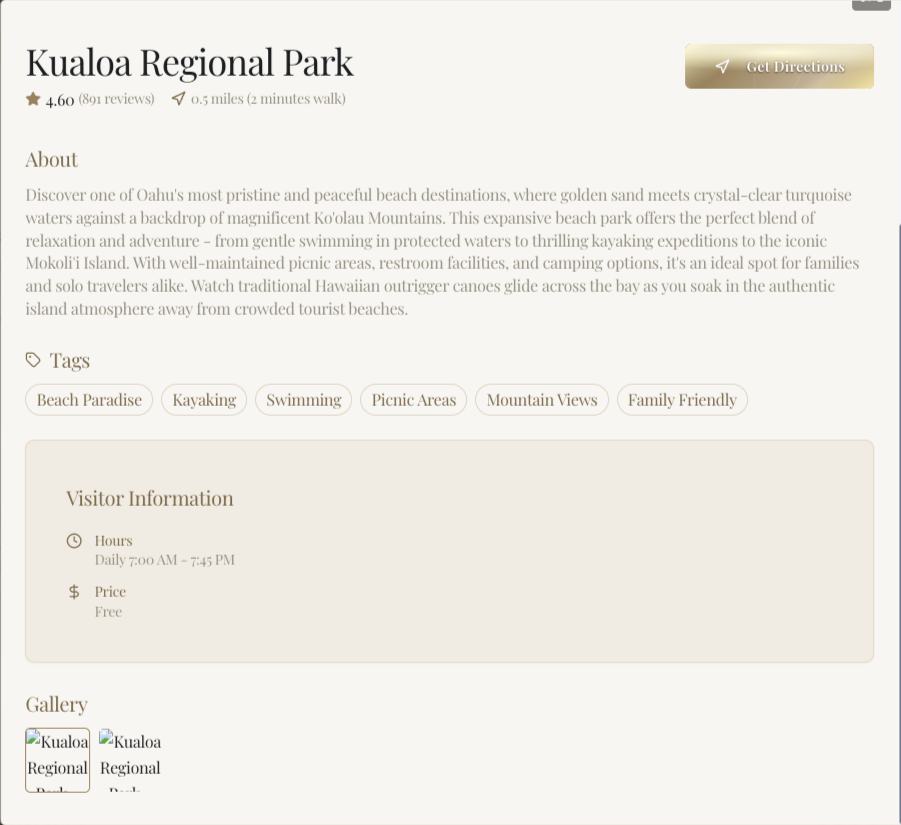 Kualoa Regional Park
Get Directions
4.60 (891 reviews) 0.5 miles (2 minutes walk)
About
Discover one of Oahu's most pristine and peaceful beach destinations, where golden sand meets crystal-clear turquoise
waters against a backdrop of magnificent Ko'olau Mountains. This expansive beach park offers the perfect blend of
relaxation and adventure - from gentle swimming in protected waters to thrilling kayaking expeditions to the iconic
Mokoli'i Island. With well-maintained picnic areas, restroom facilities, and camping options, it's an ideal spot for families
and solo travelers alike. Watch traditional Hawaiian outrigger canoes glide across the bay as you soak in the authentic
island atmosphere away from crowded tourist beaches.
Tags
Beach Paradise Kayaking Swimming Picnic Areas Mountain Views Family Friendly
Visitor Information
Hours
Daily 7:00 AM - 7:45 PM
$ Price
Free
Gallery
Kualoa Kualoa
Regional Regional
Park Park